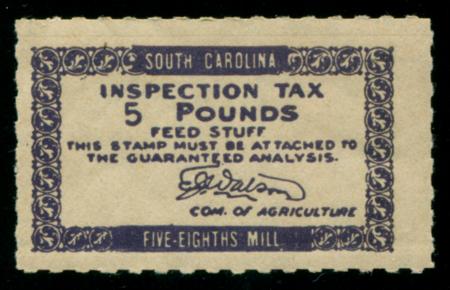 SOUTH CAROLINA
INSPECTION TAX
5 POUNDS
FEED STUFF
THIS STAMP MUST BE ATTACHED TO
THE GUARANTEED ANALYSIS.
E.J. Watson
COM. OF AGRICULTURE
FIVE-EIGHTHS MILL